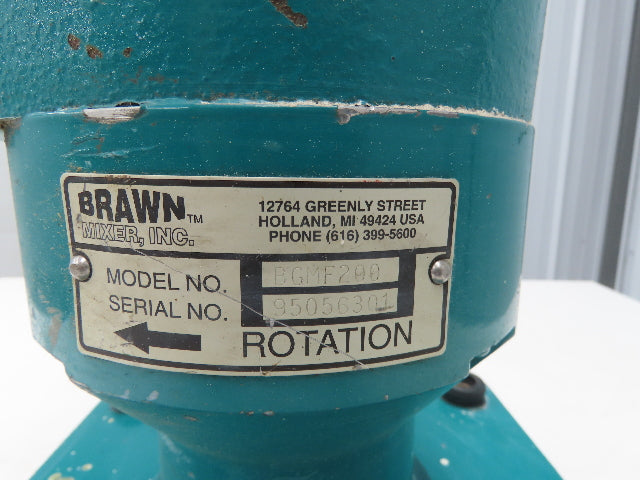 BRAWN™
MIXER, INC.
12764 GREENLY STREET
HOLLAND, MI 49424 USA
PHONE (616) 399-5600
MODEL NO. BGMF200
SERIAL NO. 95056301
ROTATION